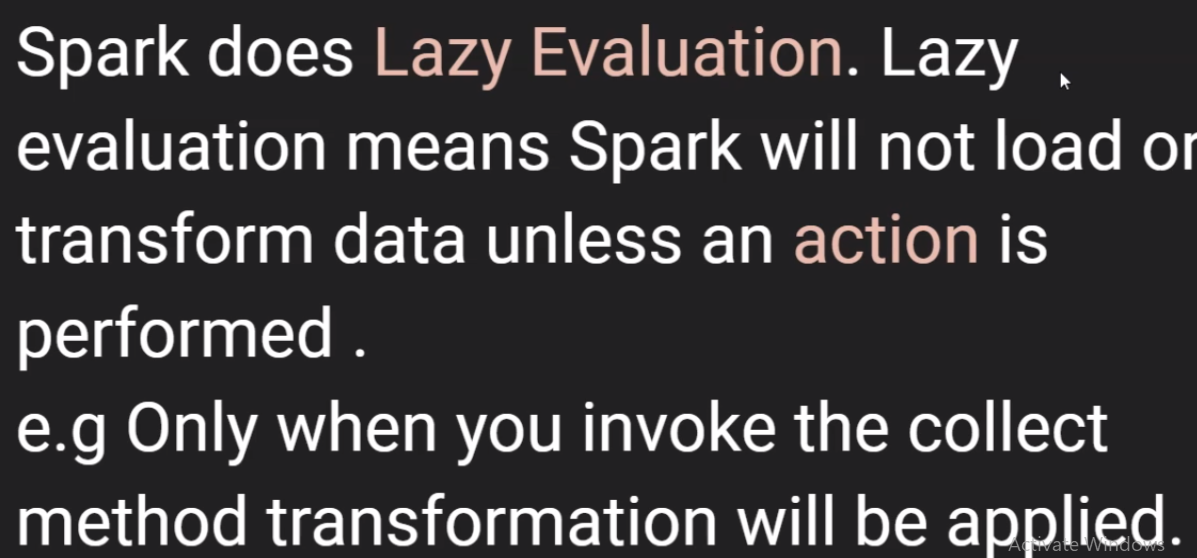 Spark does Lazy Evaluation. Lazy
evaluation means Spark will not load or
transform data unless an action is
performed .
e.g Only when you invoke the collect
method transformation will be applied.
Activate Windows